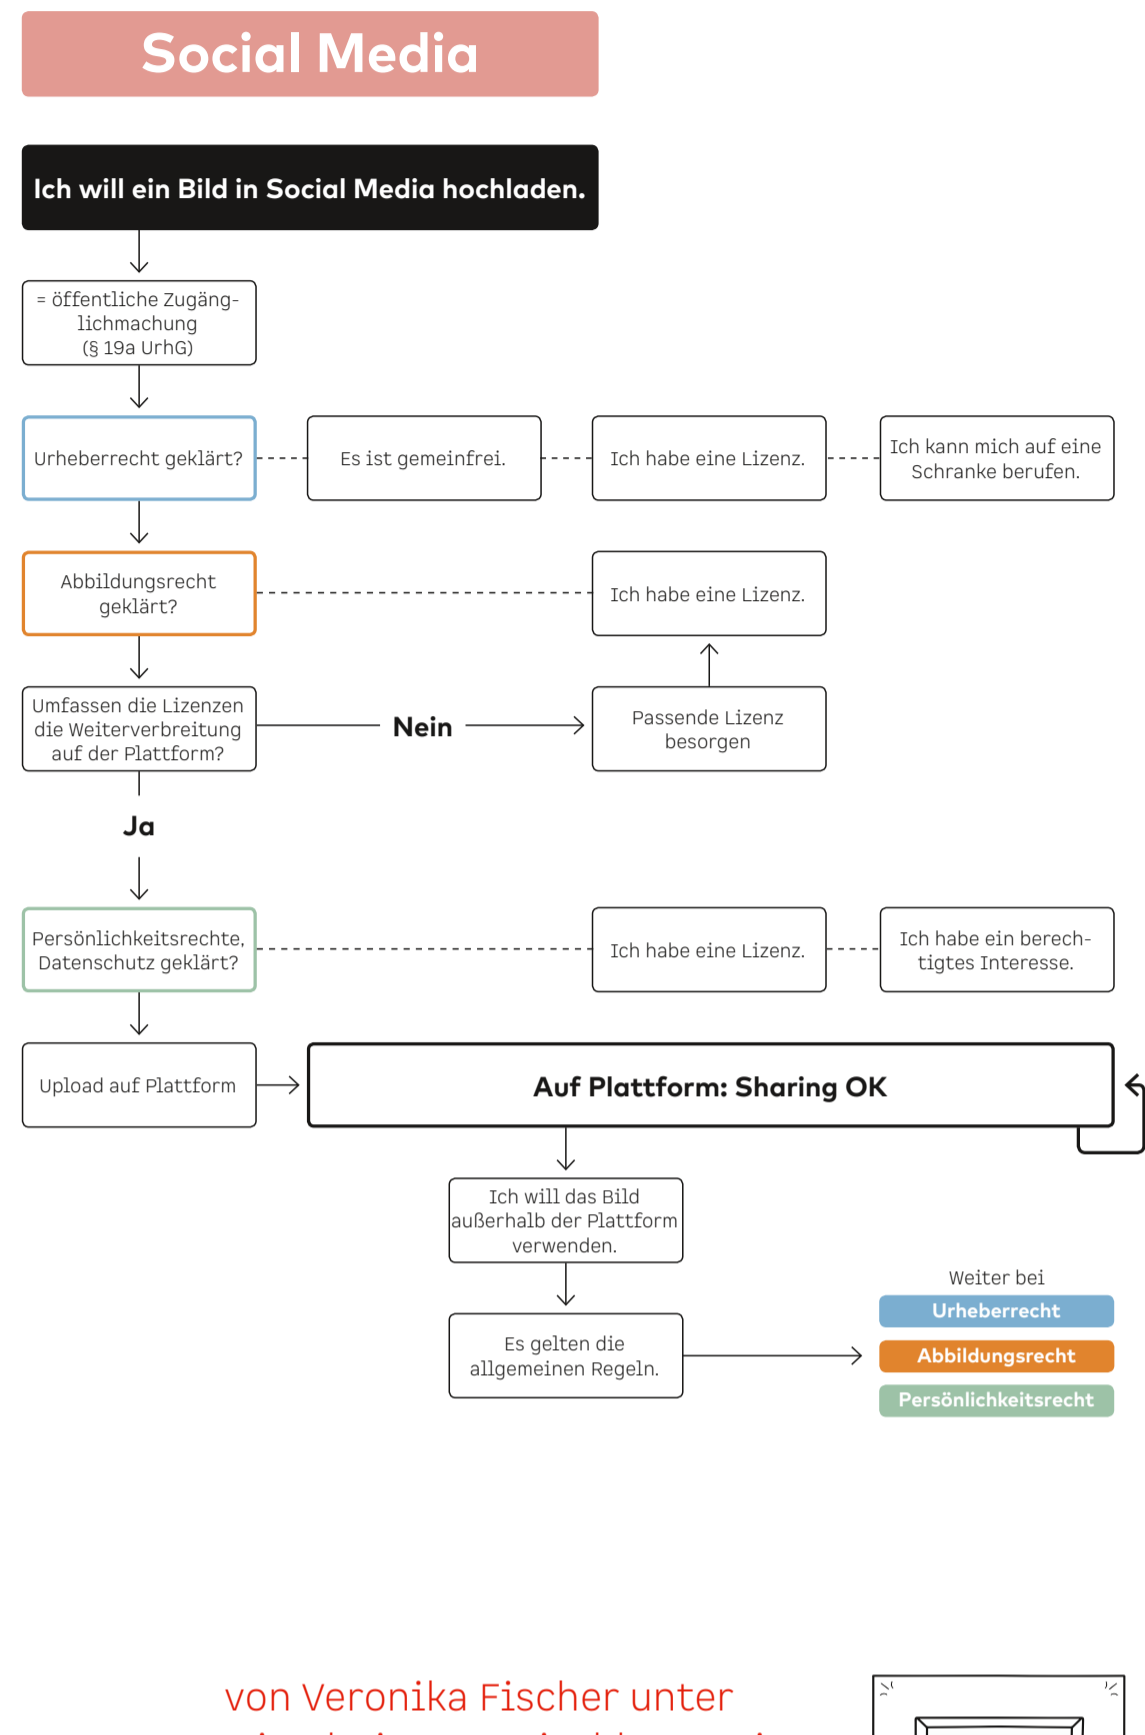 Social Media
Ich will ein Bild in Social Media hochladen.
= öffentliche Zugäng-
lichmachung
(§ 19a UrhG)
Urheberrecht geklärt?
Es ist gemeinfrei.
Ich habe eine Lizenz.
Ich kann mich auf eine
Schranke berufen.
Abbildungsrecht
geklärt?
Ich habe eine Lizenz.
Umfassen die Lizenzen
die Weiterverbreitung
auf der Plattform?
Nein
Passende Lizenz
besorgen
Ja
Persönlichkeitsrechte,
Datenschutz geklärt?
Ich habe eine Lizenz.
Ich habe ein berech-
tigtes Interesse.
Upload auf Plattform
Auf Plattform: Sharing OK
Ich will das Bild
außerhalb der Plattform
verwenden.
Es gelten die
allgemeinen Regeln.
Weiter bei
Urheberrecht
Abbildungsrecht
Persönlichkeitsrecht
von Veronika Fischer unter